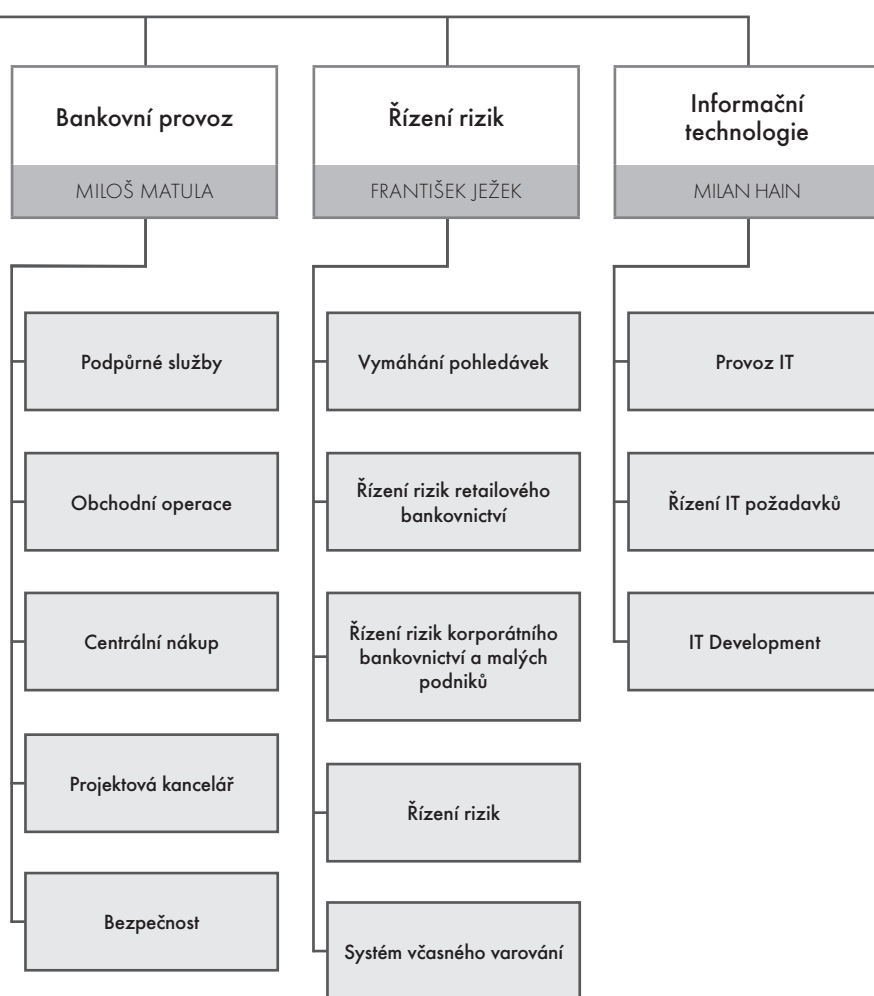 Bankovní provoz
MILOŠ MATULA
Podpůrné služby
Obchodní operace
Centrální nákup
Projektová kancelář
Bezpečnost
Řízení rizik
FRANTIŠEK JEŽEK
Vymáhání pohledávek
Řízení rizik retailového
bankovnictví
Řízení rizik korporátního
bankovnictví a malých
podniků
Řízení rizik
Systém včasného varování
Informační
technologie
MILAN HAIN
Provoz IT
Řízení IT požadavků
IT Development